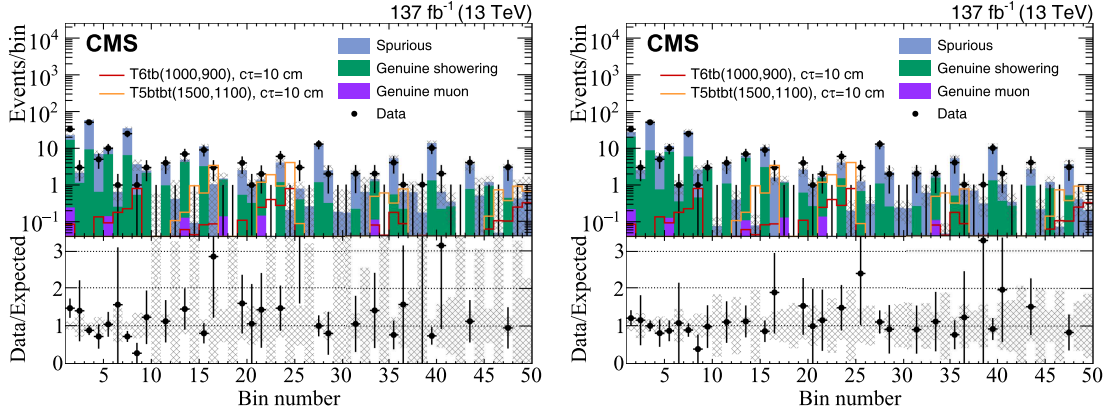 137 fb⁻¹ (13 TeV)
CMS
Spurious
Genuine showering
Genuine muon
Data
T6tb(1000,900), cτ=10 cm
T5btbt(1500,1100), cτ=10 cm
Events/bin
10⁴
10³
10²
10
1
10⁻¹
Data/Expected
3
2
1
0
5 10 15 20 25 30 35 40 45 50
Bin number
137 fb⁻¹ (13 TeV)
CMS
Spurious
Genuine showering
Genuine muon
Data
T6tb(1000,900), cτ=10 cm
T5btbt(1500,1100), cτ=10 cm
Events/bin
10⁴
10³
10²
10
1
10⁻¹
Data/Expected
3
2
1
0
5 10 15 20 25 30 35 40 45 50
Bin number